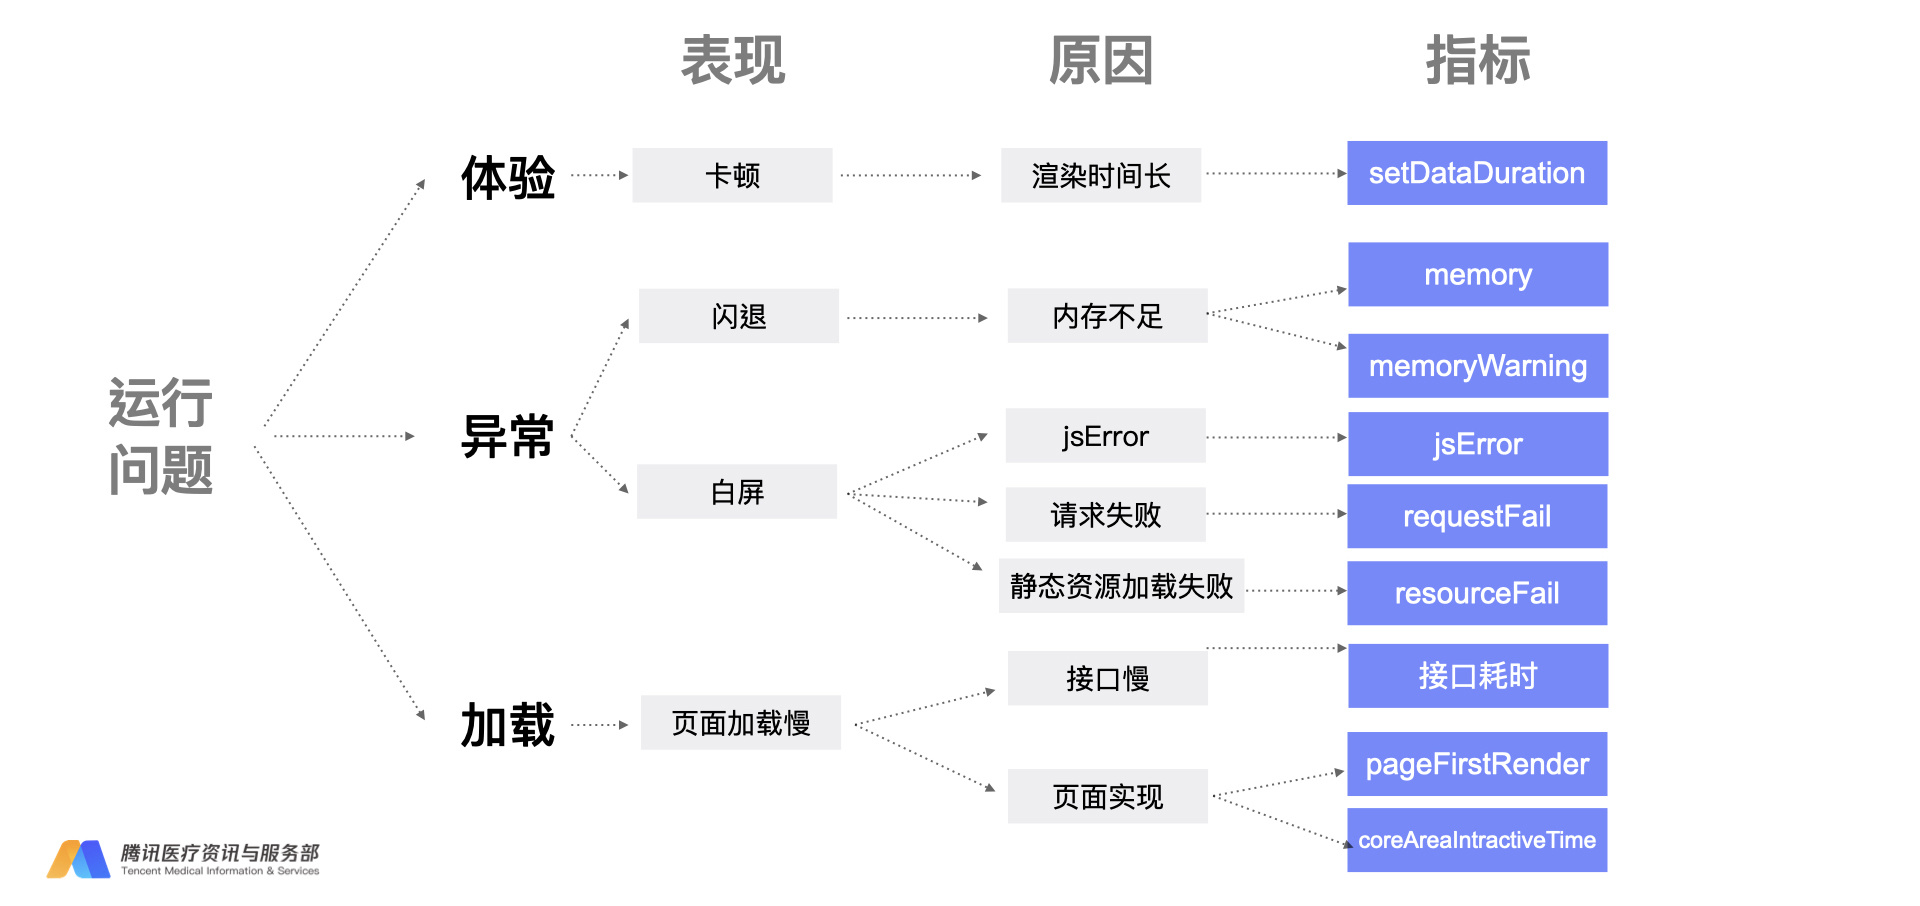 表现
原因
指标
运行
问题
体验
卡顿
渲染时间长
setDataDuration
异常
闪退
内存不足
memory
memoryWarning
白屏
jsError
jsError
请求失败
requestFail
静态资源加载失败
resourceFail
加载
页面加载慢
接口慢
接口耗时
页面实现
pageFirstRender
coreAreaIntractiveTime
腾讯医疗资讯与服务部
Tencent Medical Information & Services